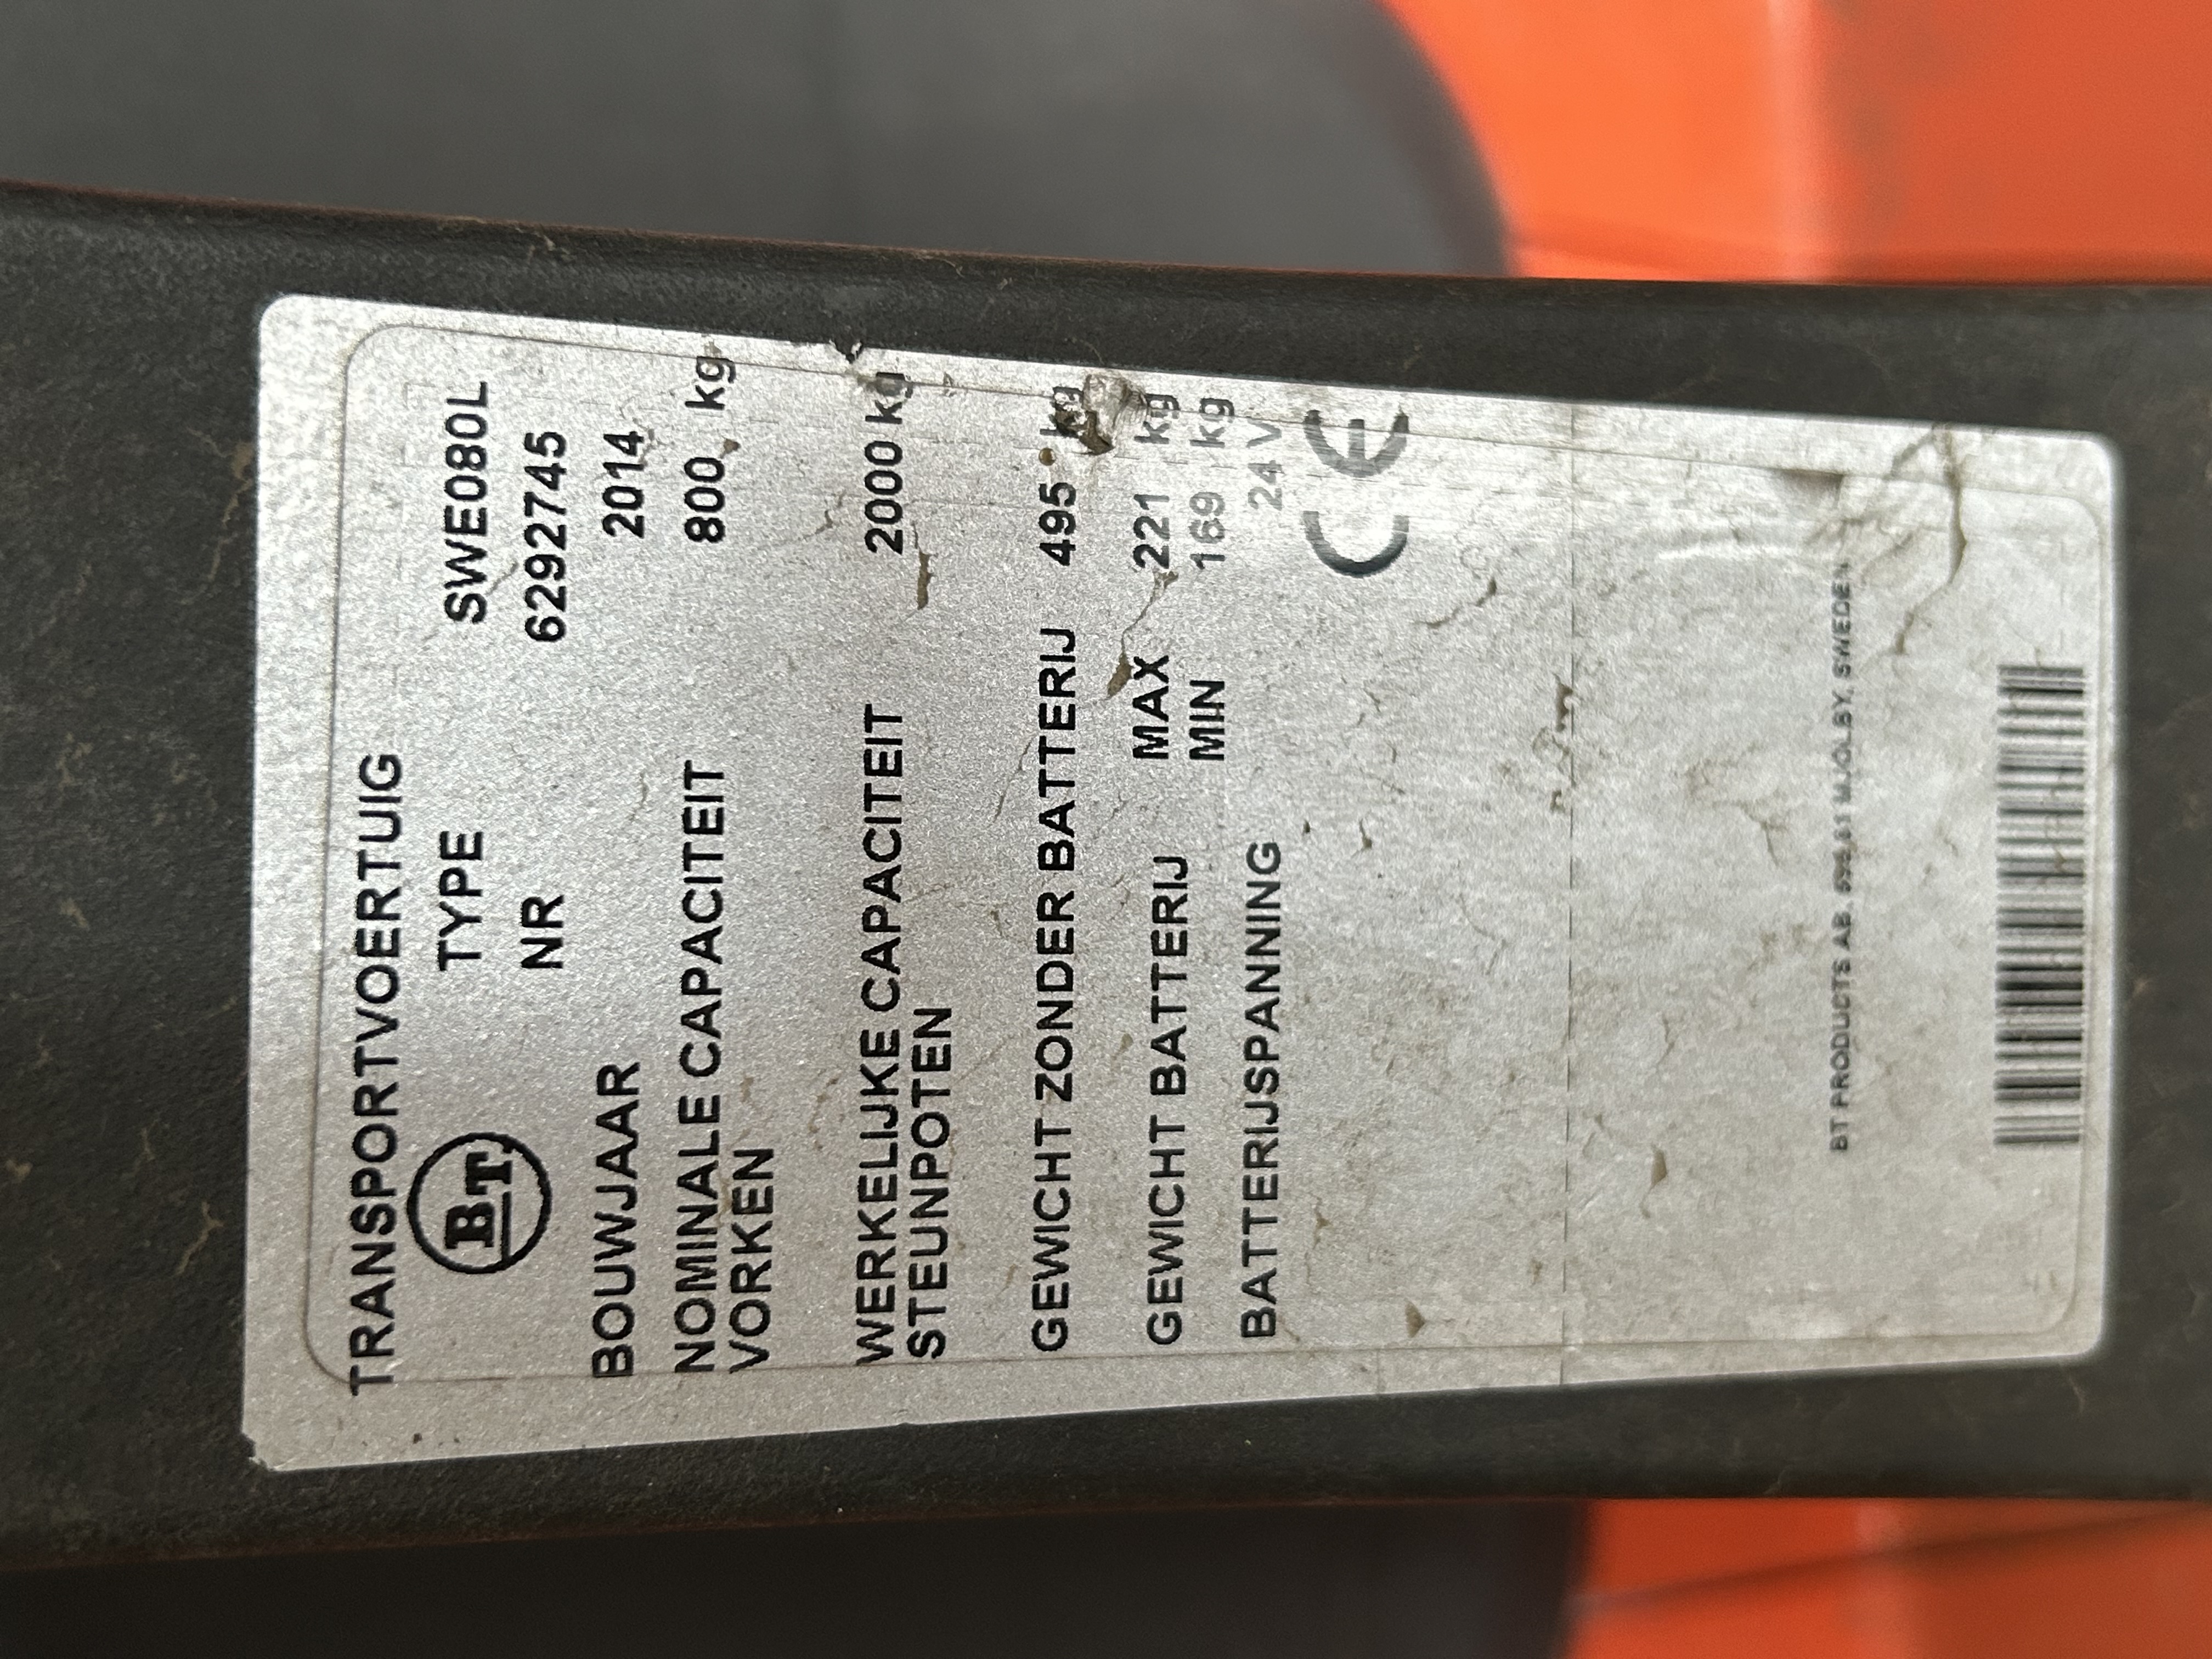 TRANSPORTVOERTUIG
BT TYPE SWE080L
NR 6292745
BOUWJAAR 2014
NOMINALE CAPACITEIT 800 kg
VORKEN
WERKELIJKE CAPACITEIT 2000 kg
STEUNPOTEN
GEWICHT ZONDER BATTERIJ 495 kg
GEWICHT BATTERIJ MAX 221 kg
MIN 169 kg
BATTERIJSPANNING 24 V
CE
BT PRODUCTS AB, MJÖLBY, SWEDEN